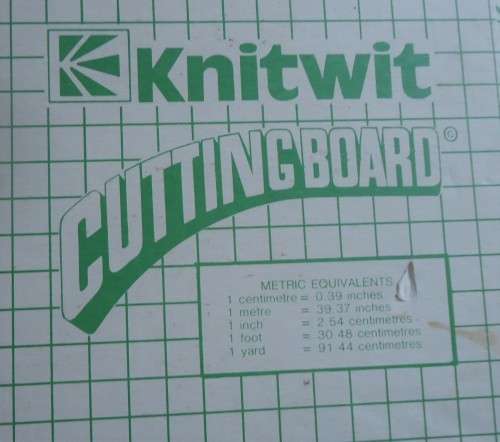 Knitwit
CUTTING BOARD ©
METRIC EQUIVALENTS
1 centimetre = 0.39 inches
1 metre = 39.37 inches
1 inch = 2.54 centimetres
1 foot = 30.48 centimetres
1 yard = 91.44 centimetres